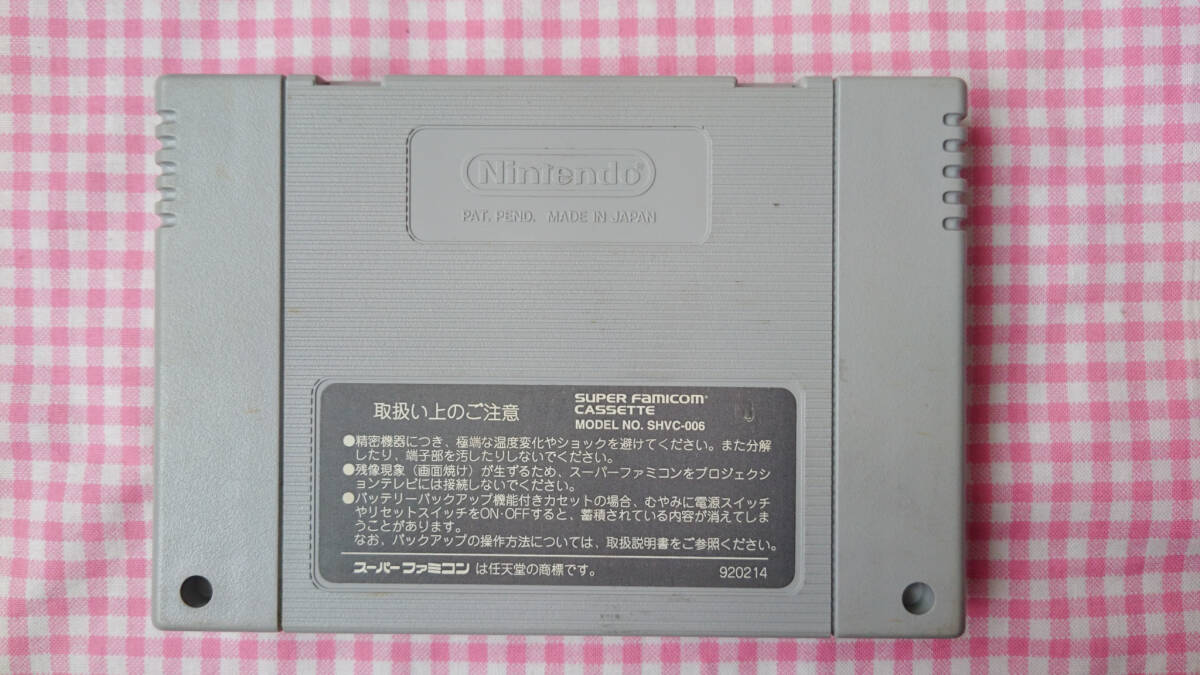 Nintendo®
PAT. PEND. MADE IN JAPAN
取扱い上のご注意
SUPER FAMICOM®
CASSETTE
MODEL NO. SHVC-006
●精密機器につき、極端な温度変化やショックを避けてください。また分解
したり、端子部を汚したりしないでください。
●残像現象（画面焼け）が生ずるため、スーパーファミコンをプロジェクシ
ョンテレビには接続しないでください。
●バッテリーバックアップ機能付きカセットの場合、むやみに電源スイッチ
やリセットスイッチをON・OFFすると、蓄積されている内容が消えてしま
うことがあります。
なお、バックアップの操作方法については、取扱説明書をご参照ください。
スーパーファミコン は任天堂の商標です。
920214